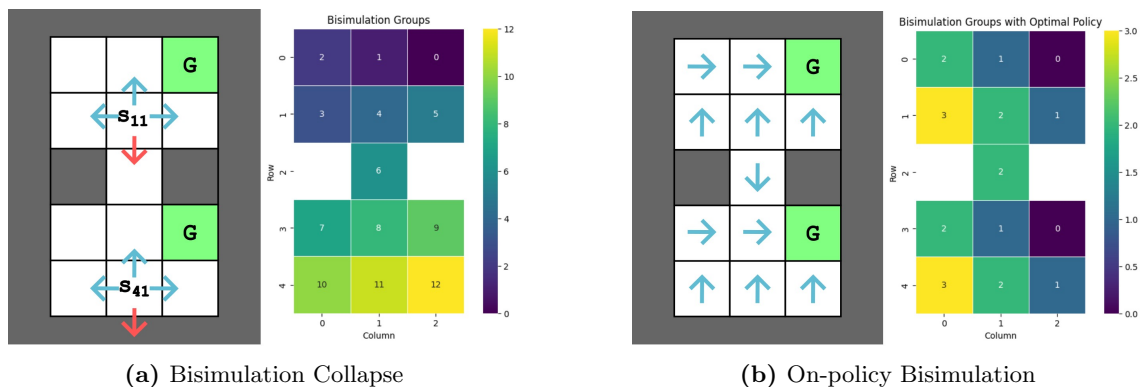 G
S11
G
S41
Bisimulation Groups
0 2 1 0
1 3 4 5
2 6
3 7 8 9
4 10 11 12
0 1 2
Row
Column
12
10
8
6
4
2
0
(a) Bisimulation Collapse
G
G
Bisimulation Groups with Optimal Policy
0 2 1 0
1 3 2 1
2 2
3 2 1 0
4 3 2 1
0 1 2
Row
Column
3.0
2.5
2.0
1.5
1.0
0.5
0.0
(b) On-policy Bisimulation